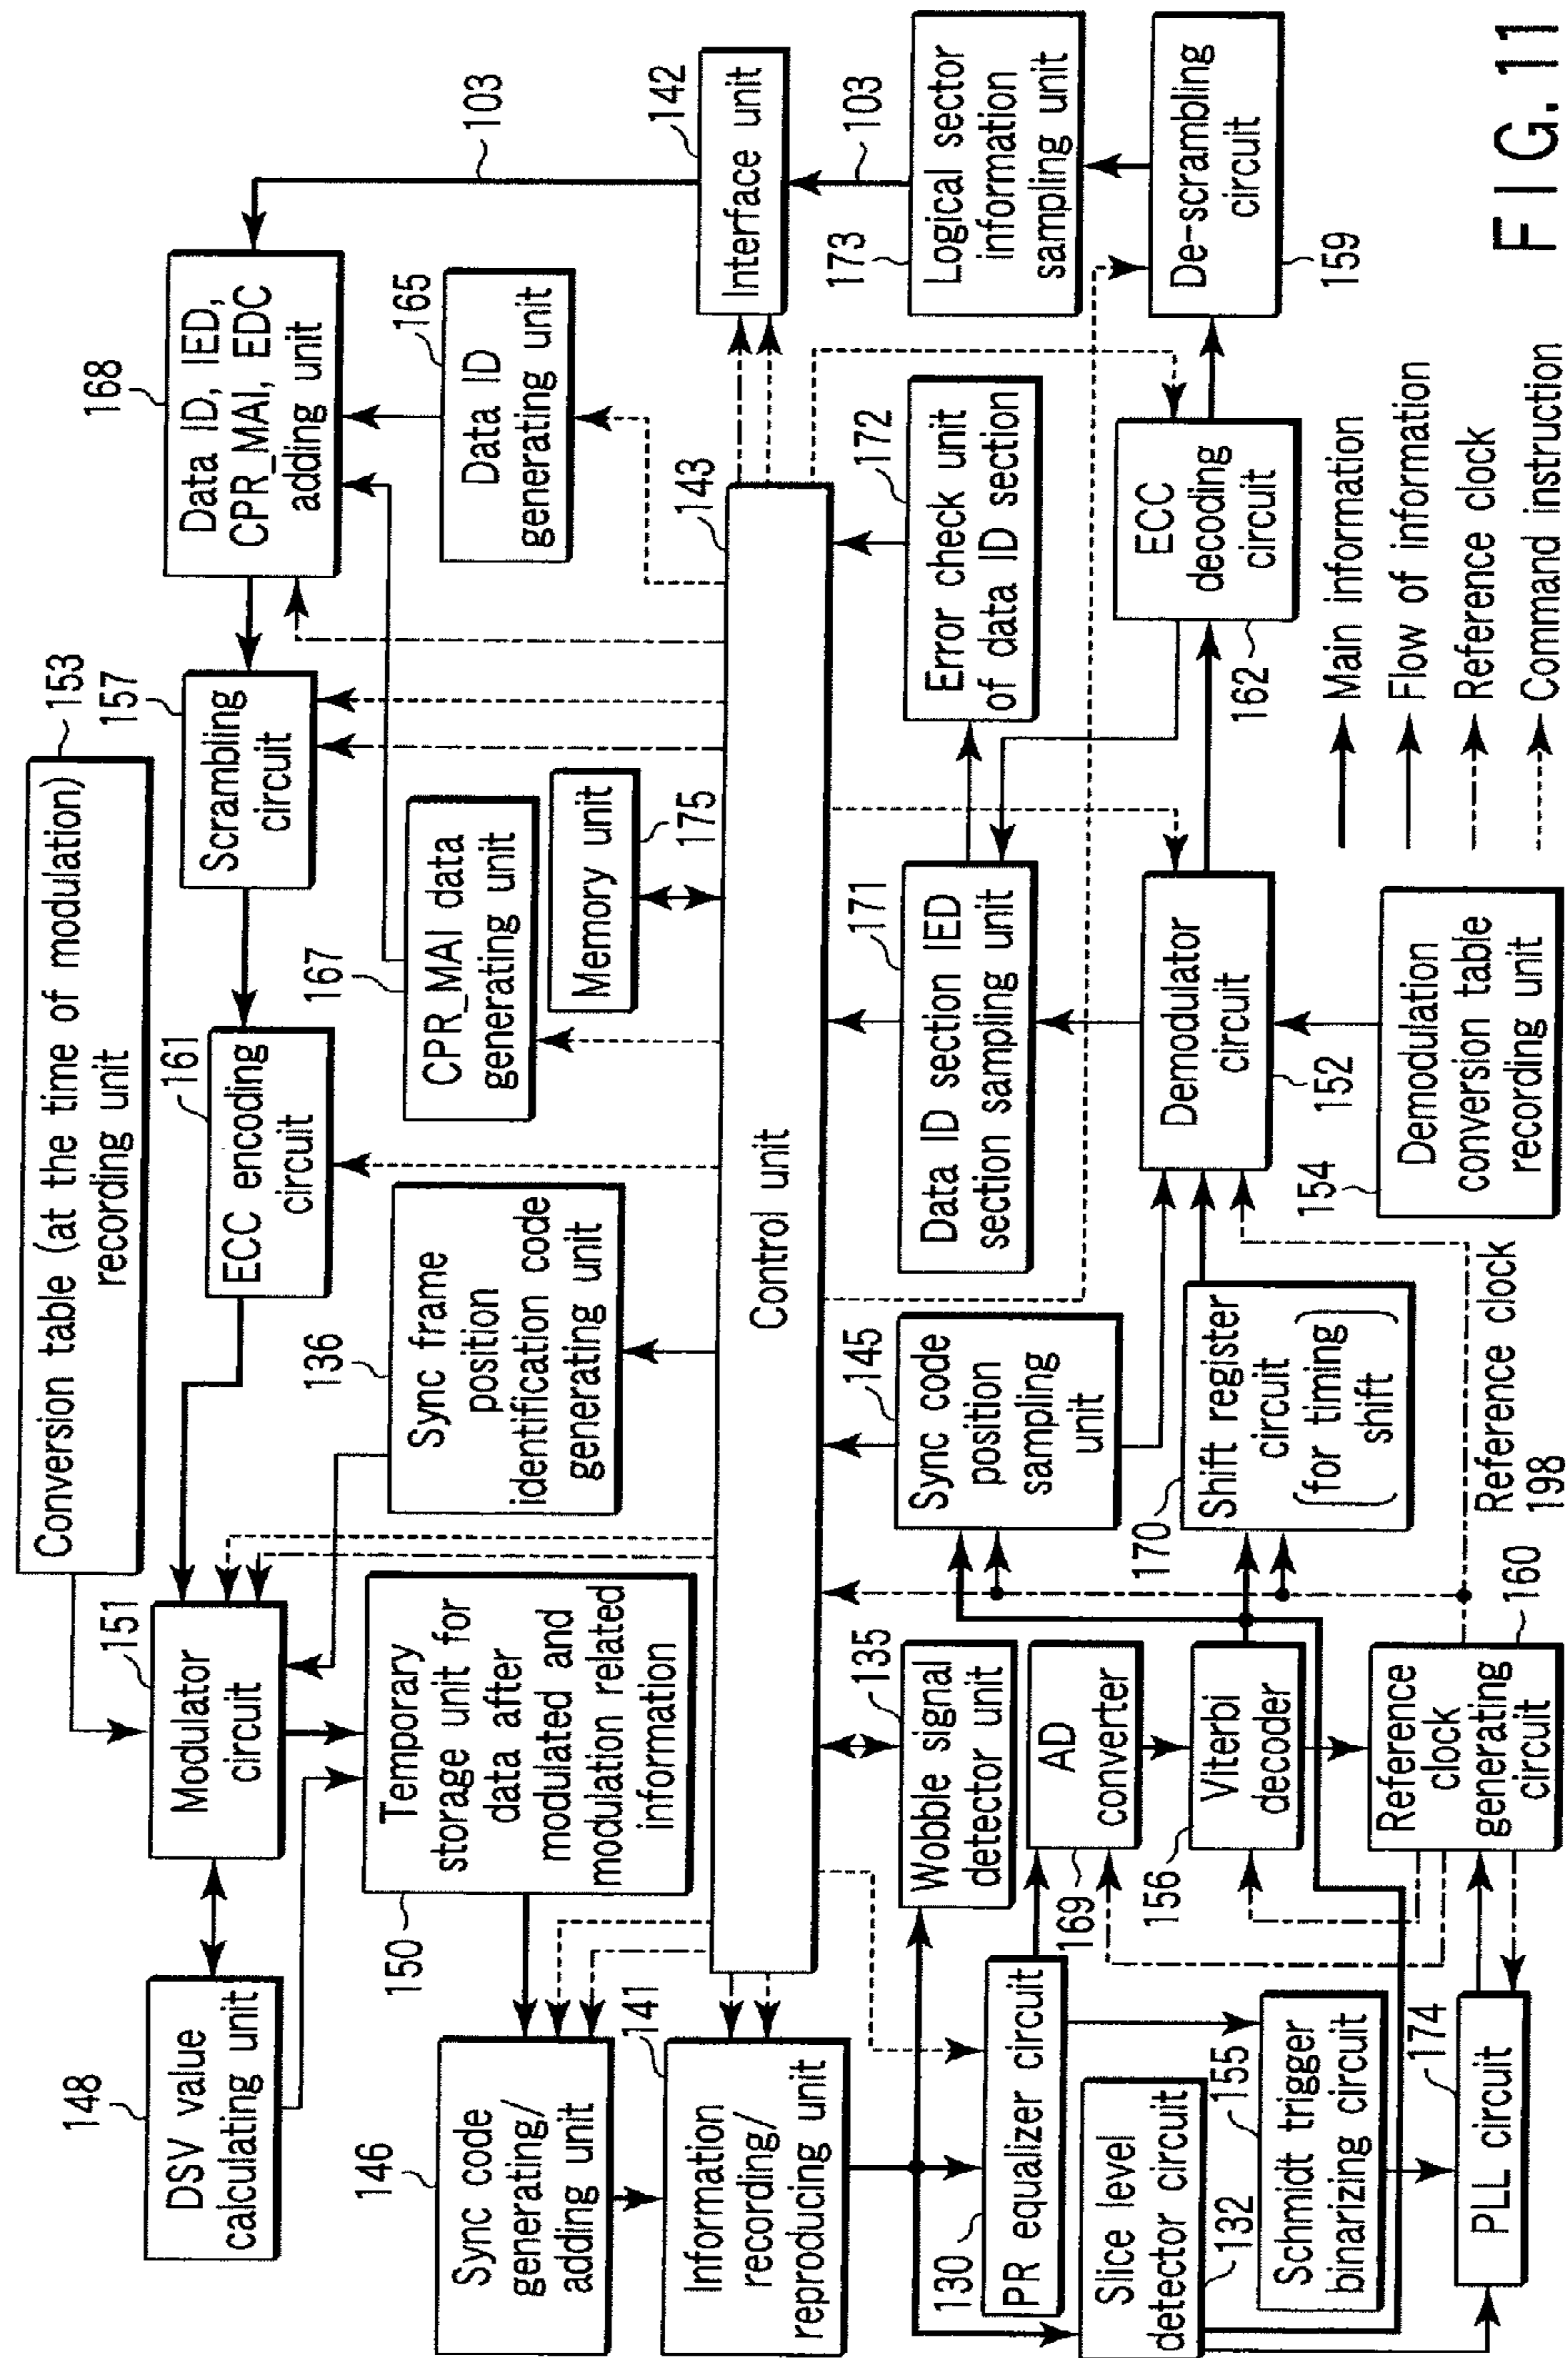 148
DSV value
calculating unit
151
Modulator
circuit
Conversion table (at the time of modulation)
recording unit
153
161
ECC encoding
circuit
157
Scrambling
circuit
168
Data ID, IED,
CPR_MAI, EDC
adding unit
103
146
Sync code
generating/
adding unit
150
Temporary
storage unit for
data after
modulated and
modulation related
information
136
Sync frame
position
identification code
generating unit
167
CPR_MAI data
generating unit
Memory unit
175
165
Data ID
generating unit
142
Interface unit
141
Information
recording/
reproducing unit
143
Control unit
130
PR equalizer circuit
Wobble signal
detector unit
135
145
Sync code
position
sampling
unit
171
Data ID section IED
section sampling unit
172
Error check unit
of data ID section
173
Logical sector
information
sampling unit
103
Slice level
detector circuit
132
AD
converter
169
170
Shift register
circuit
(for timing
shift)
Demodulator
circuit
152
ECC
decoding
circuit
162
De-scrambling
circuit
159
155
Schmidt trigger
binarizing circuit
156
Viterbi
decoder
174
PLL circuit
Reference
clock
generating
circuit
160
Reference clock
198
154
Demodulation
conversion table
recording unit
Main information
Flow of information
Reference clock
Command instruction
FIG. 11